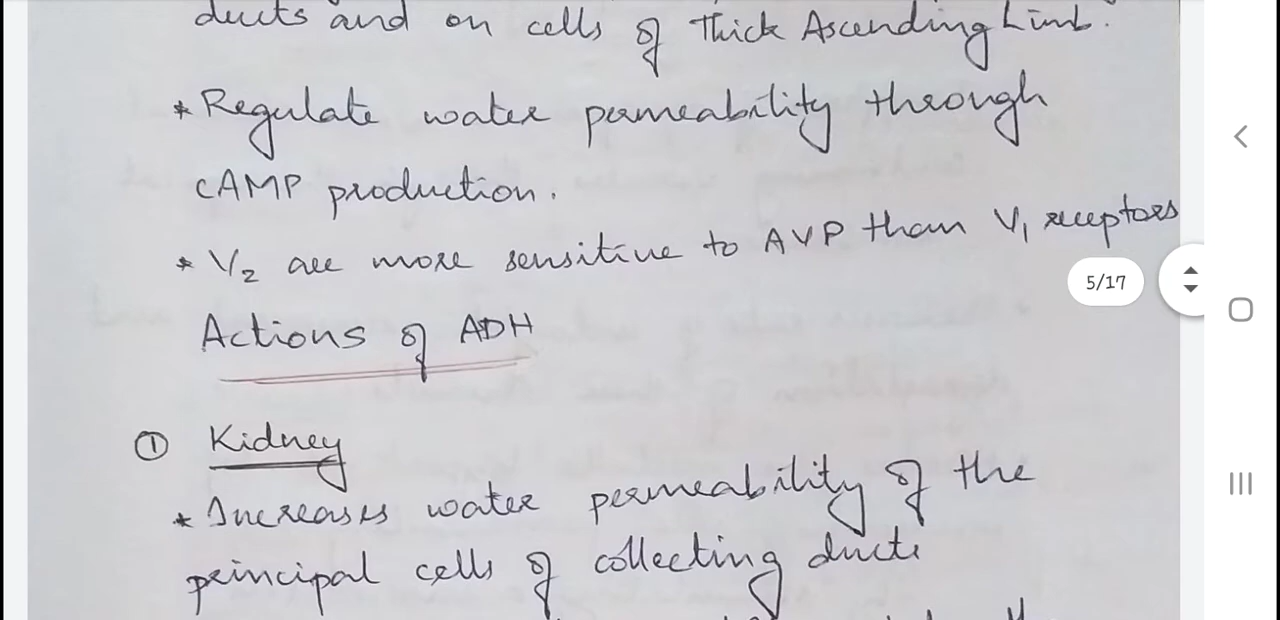 ducts and on cells of Thick Ascending Limb.
* Regulate water permeability through
cAMP production.
* V₂ are more sensitive to AVP than V₁ receptors
5/17
Actions of ADH
① Kidney
* Increases water permeability of the
principal cells of collecting ducts